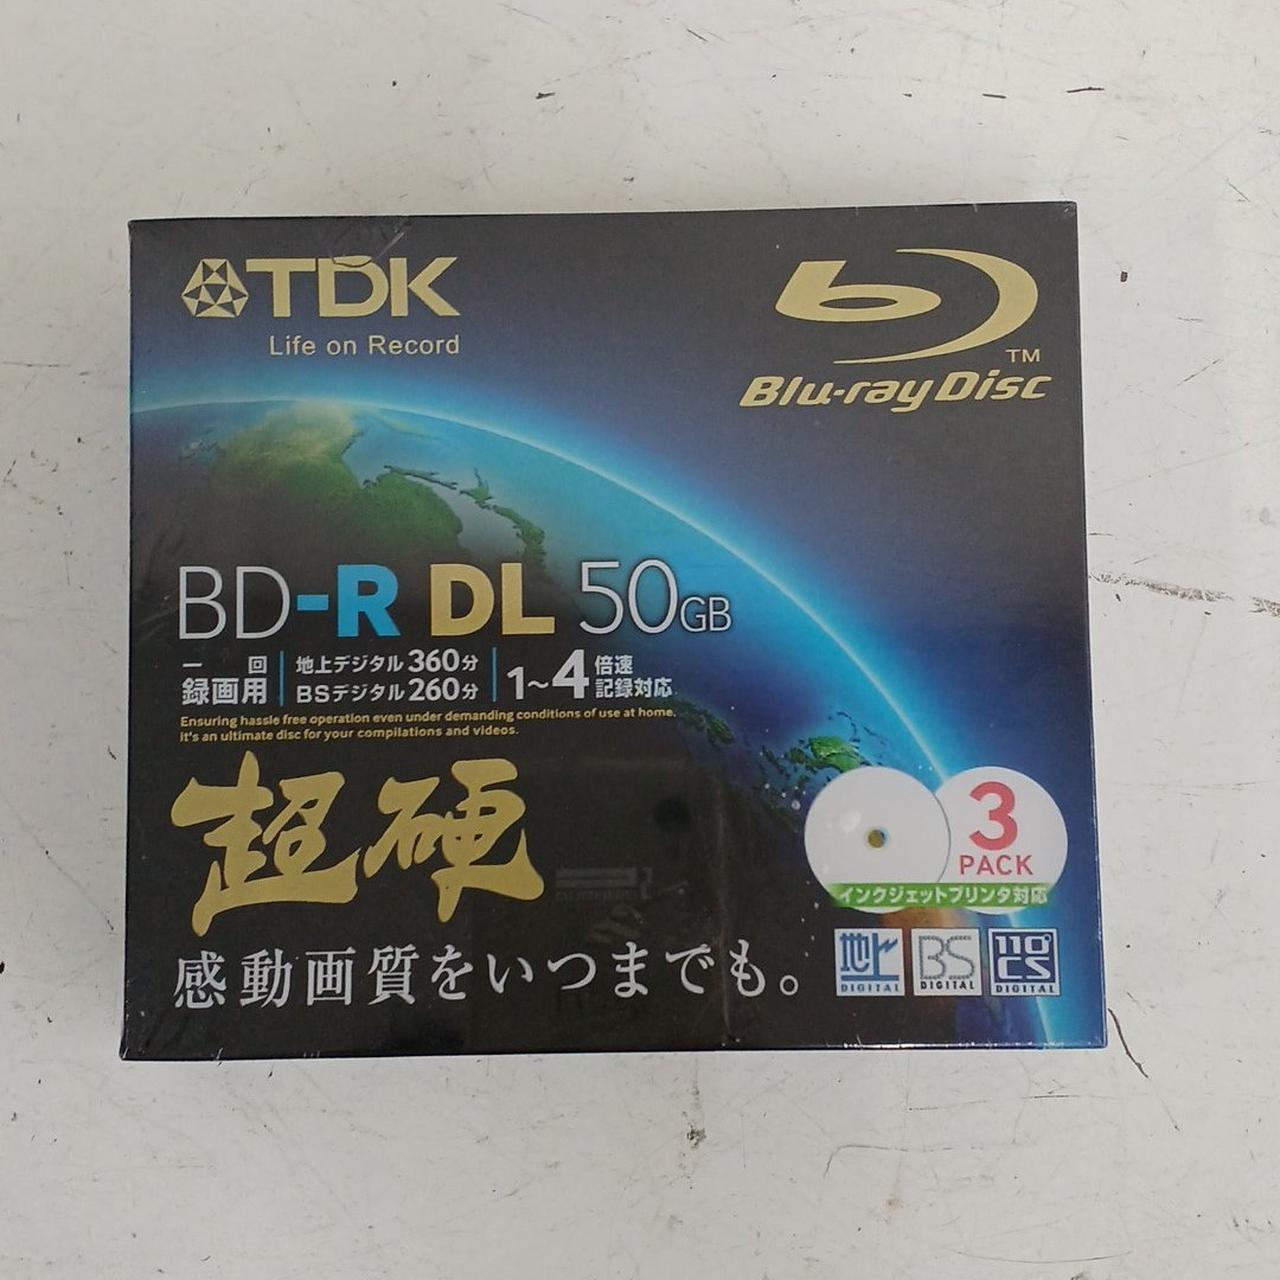 TDK
Life on Record
TM
Blu-ray Disc
BD-R DL 50GB
一回録画用
地上デジタル360分
BSデジタル260分
1~4倍速記録対応
Ensuring hassle free operation even under demanding conditions of use at home.
It's an ultimate disc for your compilations and videos.
超硬
3
PACK
インクジェットプリンタ対応
感動画質をいつまでも。
地上
DIGITAL
BS
DIGITAL
110°
CS
DIGITAL